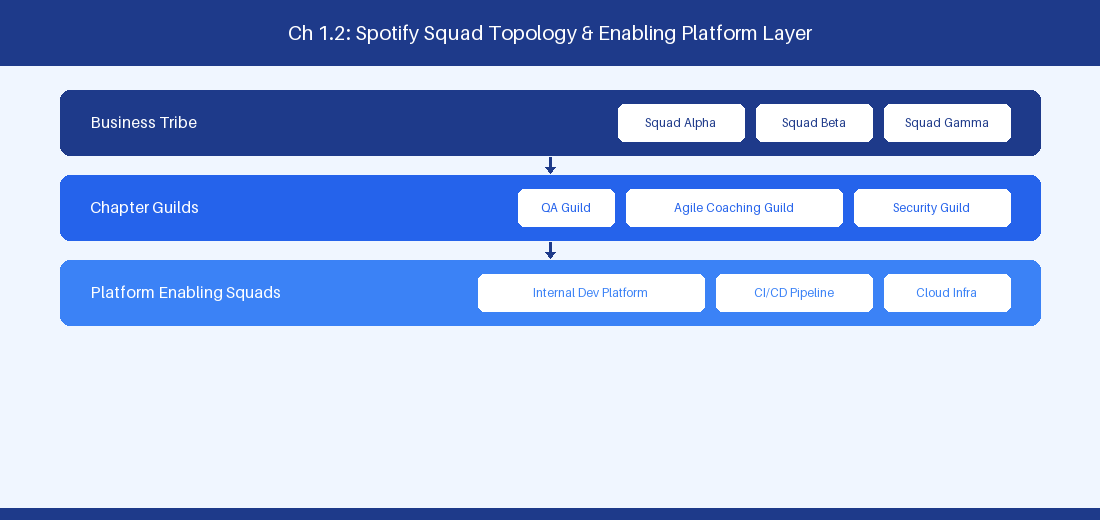 Ch 1.2: Spotify Squad Topology & Enabling Platform Layer
Business Tribe
Squad Alpha
Squad Beta
Squad Gamma
Chapter Guilds
QA Guild
Agile Coaching Guild
Security Guild
Platform Enabling Squads
Internal Dev Platform
CI/CD Pipeline
Cloud Infra